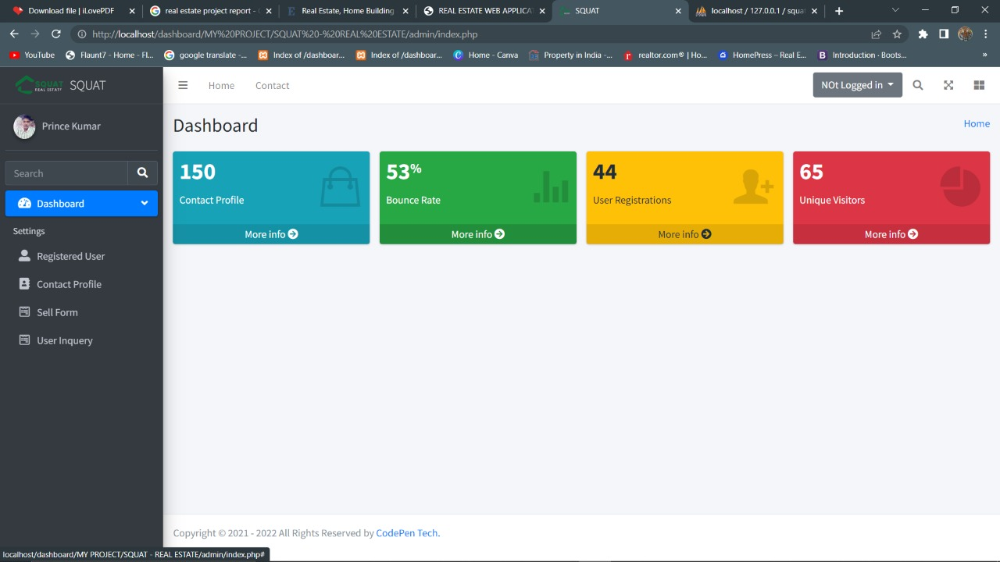 Download file | iLovePDF
real estate project report - G
Real Estate, Home Building
REAL ESTATE WEB APPLICAT
SQUAT
localhost / 127.0.0.1 / squat
http://localhost/dashboard/MY%20PROJECT/SQUAT%20-%20REAL%20ESTATE/admin/index.php
YouTube
Flaunt7 - Home - Fl...
google translate -...
Index of /dashboar...
Index of /dashboar...
Home - Canva
Property in India -...
realtor.com® | Ho...
HomePress – Real E...
Introduction · Boots...
»
SQUAT REAL ESTATE SQUAT
Home Contact
NOt Logged in
Prince Kumar
Search
Dashboard
Settings
Registered User
Contact Profile
Sell Form
User Inquery
Dashboard
Home
150
Contact Profile
More info
53%
Bounce Rate
More info
44
User Registrations
More info
65
Unique Visitors
More info
Copyright © 2021 - 2022 All Rights Reserved by CodePen Tech.
localhost/dashboard/MY PROJECT/SQUAT - REAL ESTATE/admin/index.php#